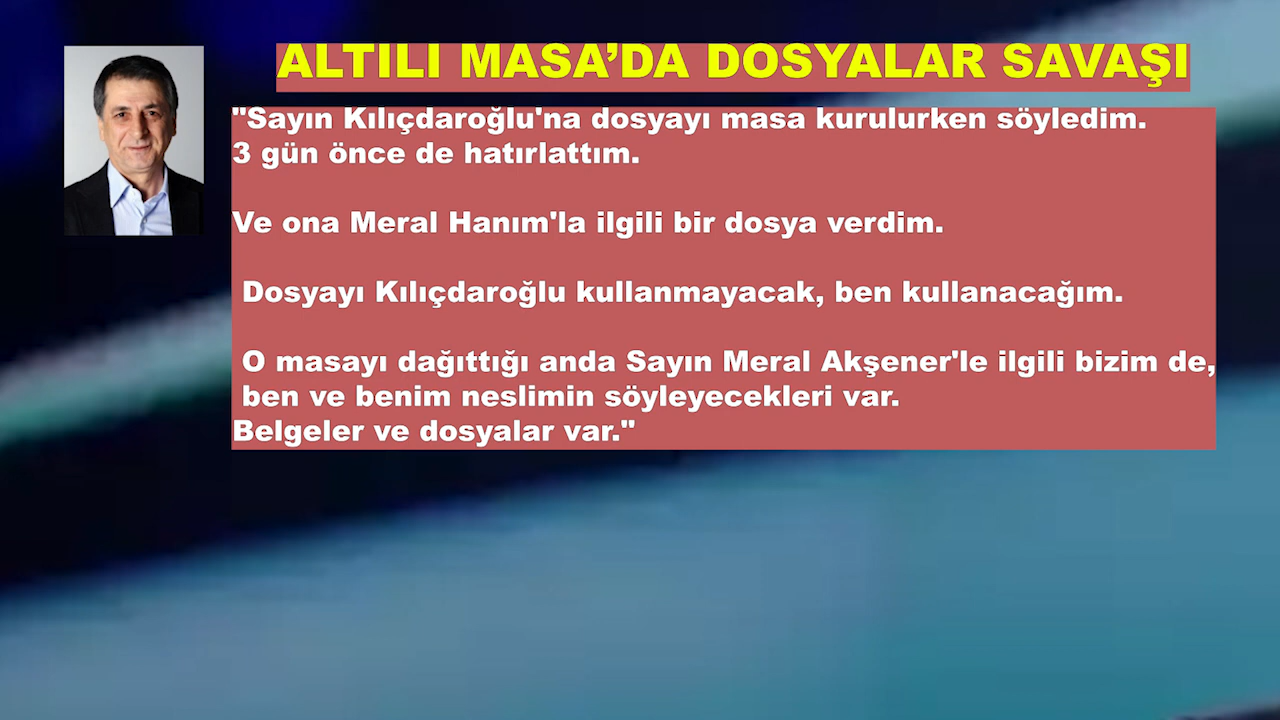 ALTILI MASA’DA DOSYALAR SAVAŞI
"Sayın Kılıçdaroğlu'na dosyayı masa kurulurken söyledim.
3 gün önce de hatırlattım.
Ve ona Meral Hanım'la ilgili bir dosya verdim.
Dosyayı Kılıçdaroğlu kullanmayacak, ben kullanacağım.
O masayı dağıttığı anda Sayın Meral Akşener'le ilgili bizim de,
ben ve benim neslimin söyleyecekleri var.
Belgeler ve dosyalar var."